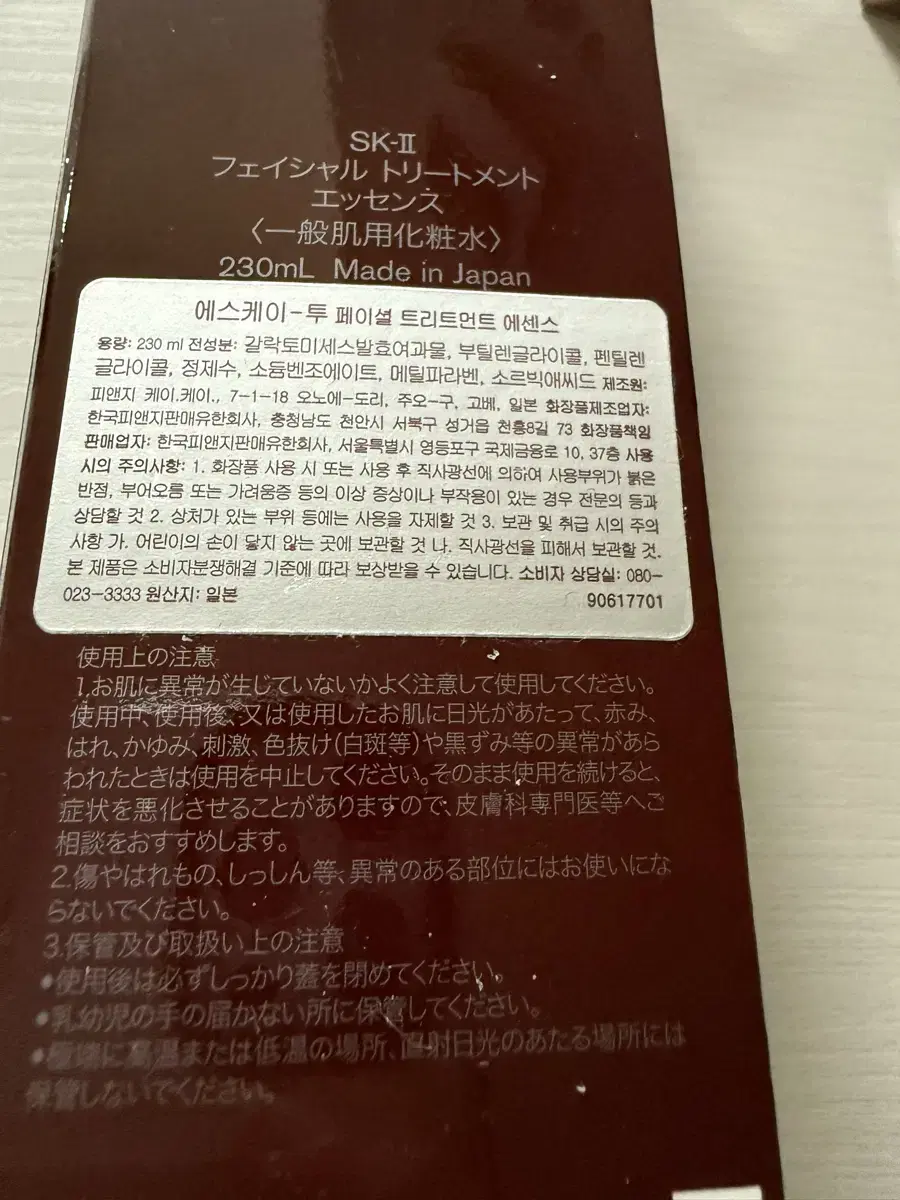 SK-Ⅱ
フェイシャル トリートメント
エッセンス
〈一般肌用化粧水〉
230mL Made in Japan
에스케이-투 페이셜 트리트먼트 에센스
용량: 230 ml 전성분: 갈락토미세스발효여과물, 부틸렌글라이콜, 펜틸렌
글라이콜, 정제수, 소듐벤조에이트, 메틸파라벤, 소르빅애씨드 제조원:
피앤지 케이.케이., 7-1-18 오노에-도리, 주오-구, 고베, 일본 화장품제조업자:
한국피앤지판매유한회사, 충청남도 천안시 서북구 성거읍 천흥8길 73 화장품책임
판매업자: 한국피앤지판매유한회사, 서울특별시 영등포구 국제금융로 10, 37층 사용
시의 주의사항: 1. 화장품 사용 시 또는 사용 후 직사광선에 의하여 사용부위가 붉은
반점, 부어오름 또는 가려움증 등의 이상 증상이나 부작용이 있는 경우 전문의 등과
상담할 것 2. 상처가 있는 부위 등에는 사용을 자제할 것 3. 보관 및 취급 시의 주의
사항 가. 어린이의 손이 닿지 않는 곳에 보관할 것 나. 직사광선을 피해서 보관할 것.
본 제품은 소비자분쟁해결 기준에 따라 보상받을 수 있습니다. 소비자 상담실: 080-
023-3333 원산지: 일본 90617701
使用上の注意
1.お肌に異常が生じていないかよく注意して使用してください。
使用中、使用後、又は使用したお肌に日光があたって、赤み、
はれ、かゆみ、刺激、色抜け(白斑等)や黒ずみ等の異常があら
われたときは使用を中止してください。そのまま使用を続けると、
症状を悪化させることがありますので、皮膚科専門医等へご
相談をおすすめします。
2.傷やはれもの、しっしん等、異常のある部位にはお使いにな
らないでください。
3.保管及び取扱い上の注意
•使用後は必ずしっかり蓋を閉めてください。
•乳幼児の手の届かない所に保管してください。
•極端に高温または低温の場所、直射日光のあたる場所には
保管しないでください。